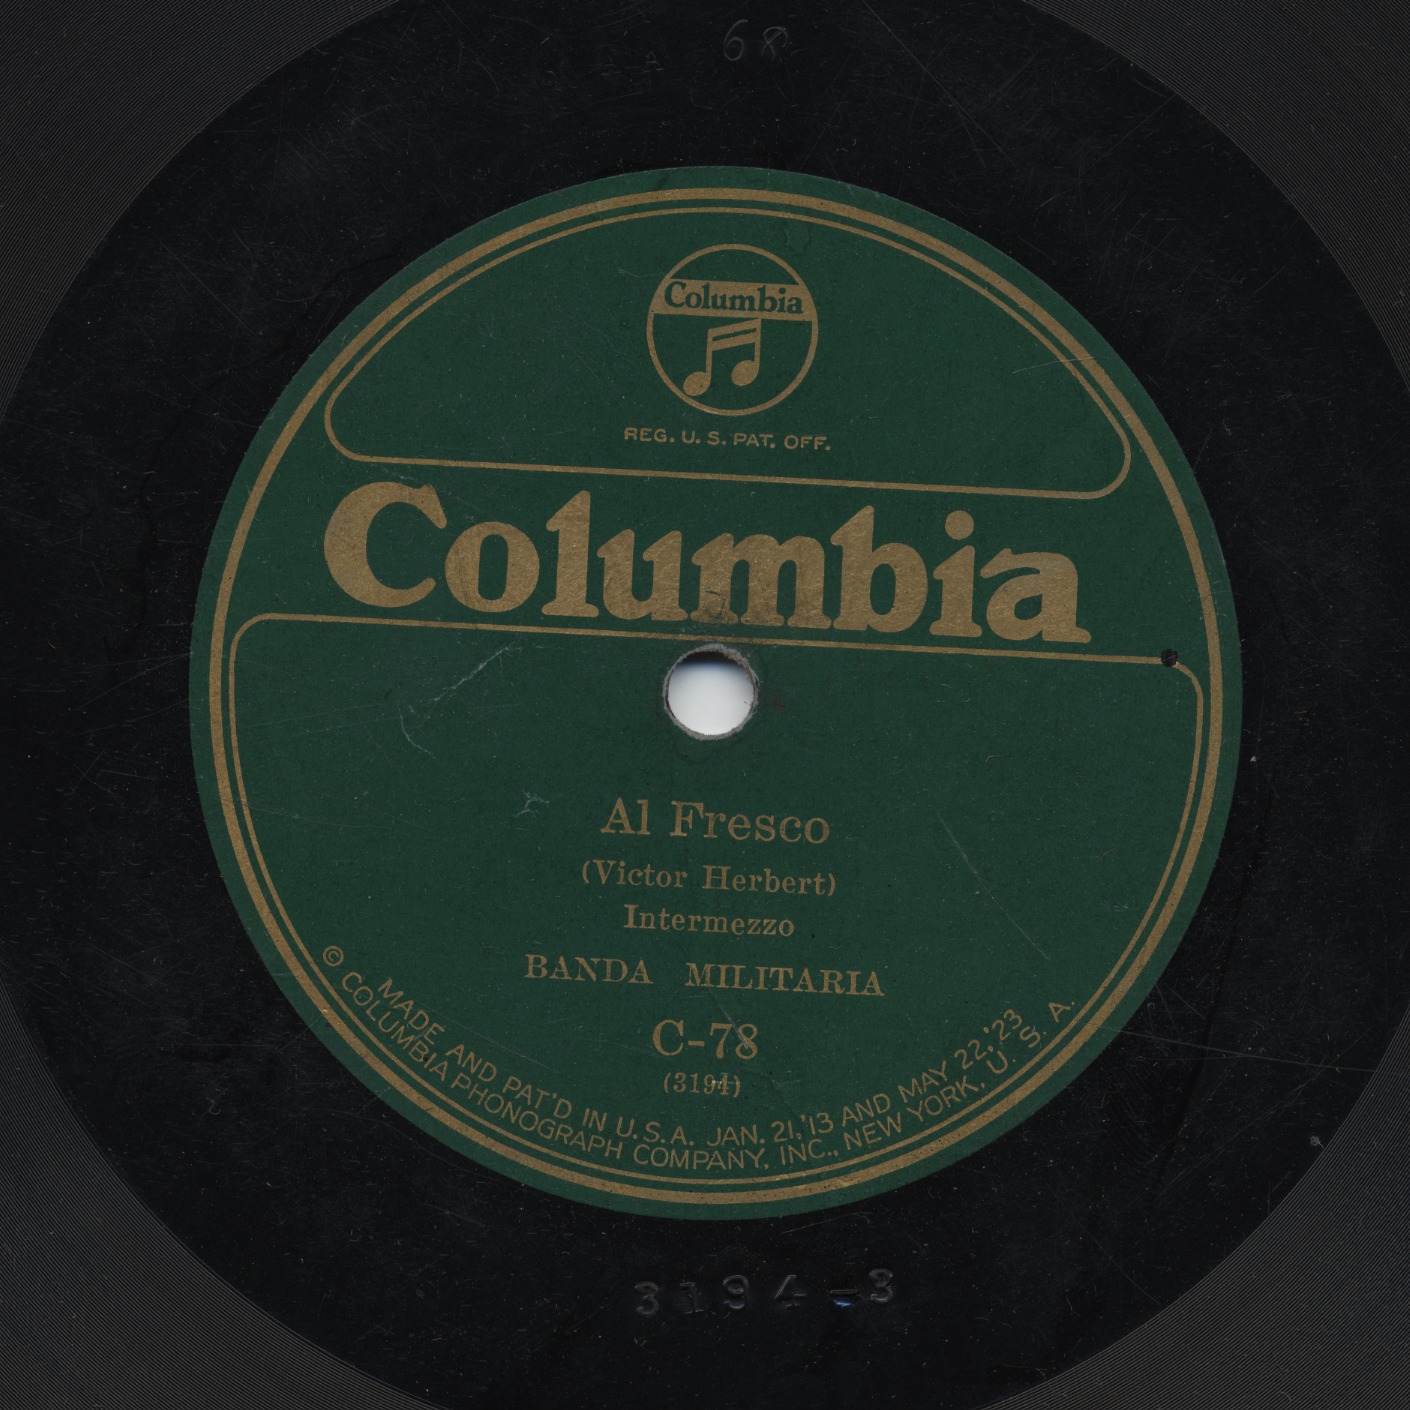 68
Columbia
REG. U. S. PAT. OFF.
Columbia
Al Fresco
(Victor Herbert)
Intermezzo
BANDA MILITARIA
C-78
(3194)
MADE AND PAT'D IN U.S.A. JAN. 21,'13 AND MAY 22,'23
© COLUMBIA PHONOGRAPH COMPANY, INC., NEW YORK, U. S. A.
3194-3